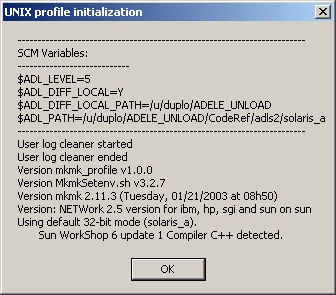 UNIX profile initialization
--------------------------------------------------------------------
SCM Variables:
--------------------------
$ADL_LEVEL=5
$ADL_DIFF_LOCAL=Y
$ADL_DIFF_LOCAL_PATH=/u/duplo/ADELE_UNLOAD
$ADL_PATH=/u/duplo/ADELE_UNLOAD/CodeRef/adls2/solaris_a
--------------------------------------------------------------------
User log cleaner started
User log cleaner ended
Version mkmk_profile v1.0.0
Version MkmkSetenv.sh v3.2.7
Version mkmk 2.11.3 (Tuesday, 01/21/2003 at 08h50)
Version: NETWork 2.5 version for ibm, hp, sgi and sun on sun
Using default 32-bit mode (solaris_a).
Sun WorkShop 6 update 1 Compiler C++ detected.
OK